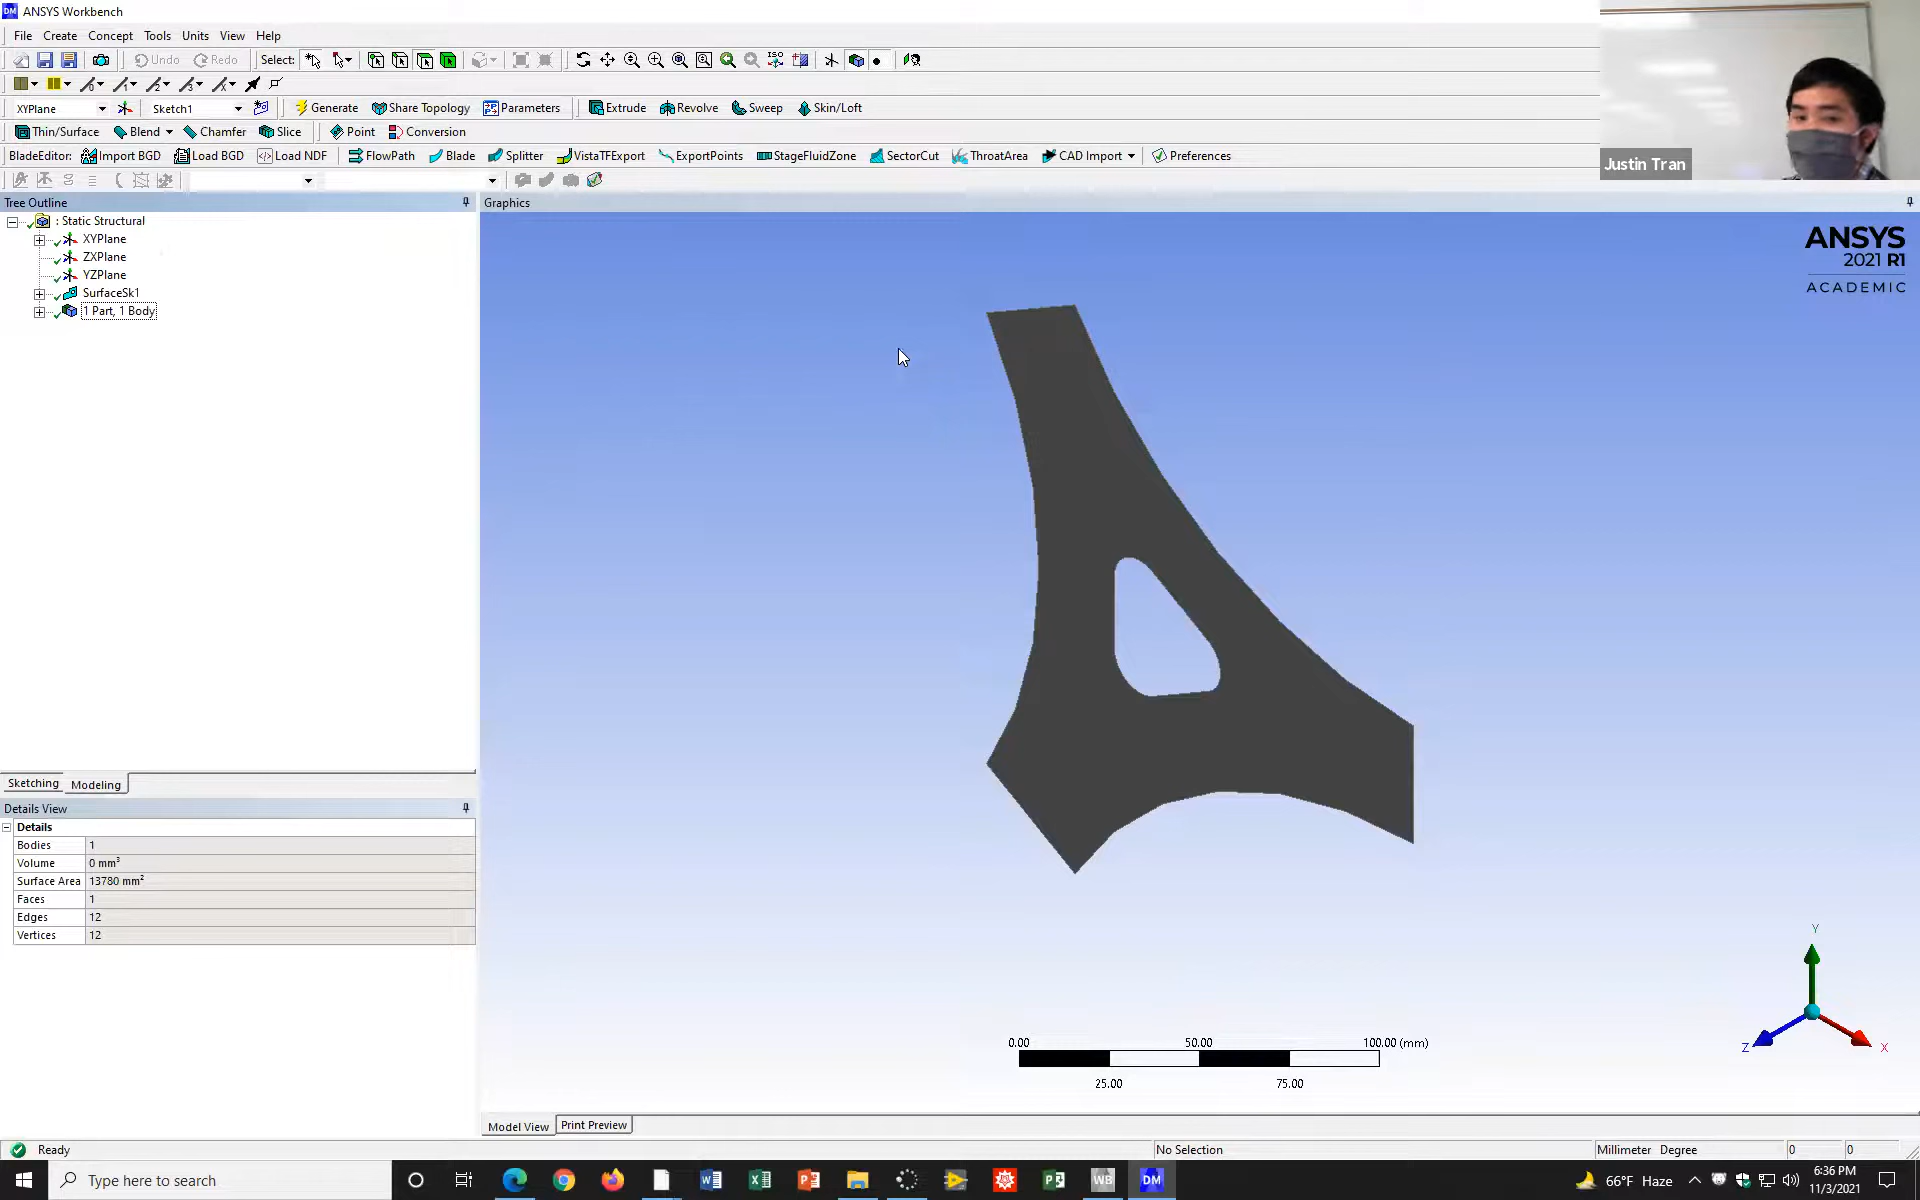 DM ANSYS Workbench
File Create Concept Tools Units View Help
Undo Redo Select: ISO
XYPlane Sketch1 Generate Share Topology Parameters Extrude Revolve Sweep Skin/Loft
Thin/Surface Blend Chamfer Slice Point Conversion
BladeEditor: Import BGD Load BGD Load NDF FlowPath Blade Splitter VistaTFExport ExportPoints StageFluidZone SectorCut ThroatArea CAD Import Preferences
Justin Tran
Tree Outline
: Static Structural
XYPlane
ZXPlane
YZPlane
SurfaceSk1
1 Part, 1 Body
Sketching Modeling
Details View
Details
Bodies 1
Volume 0 mm³
Surface Area 13780 mm²
Faces 1
Edges 12
Vertices 12
Graphics
ANSYS
2021 R1
ACADEMIC
Y
Z
X
0.00 50.00 100.00 (mm)
25.00 75.00
Model View Print Preview
Ready No Selection Millimeter Degree 0 0
Type here to search
WB DM
66°F Haze
6:36 PM
11/3/2021